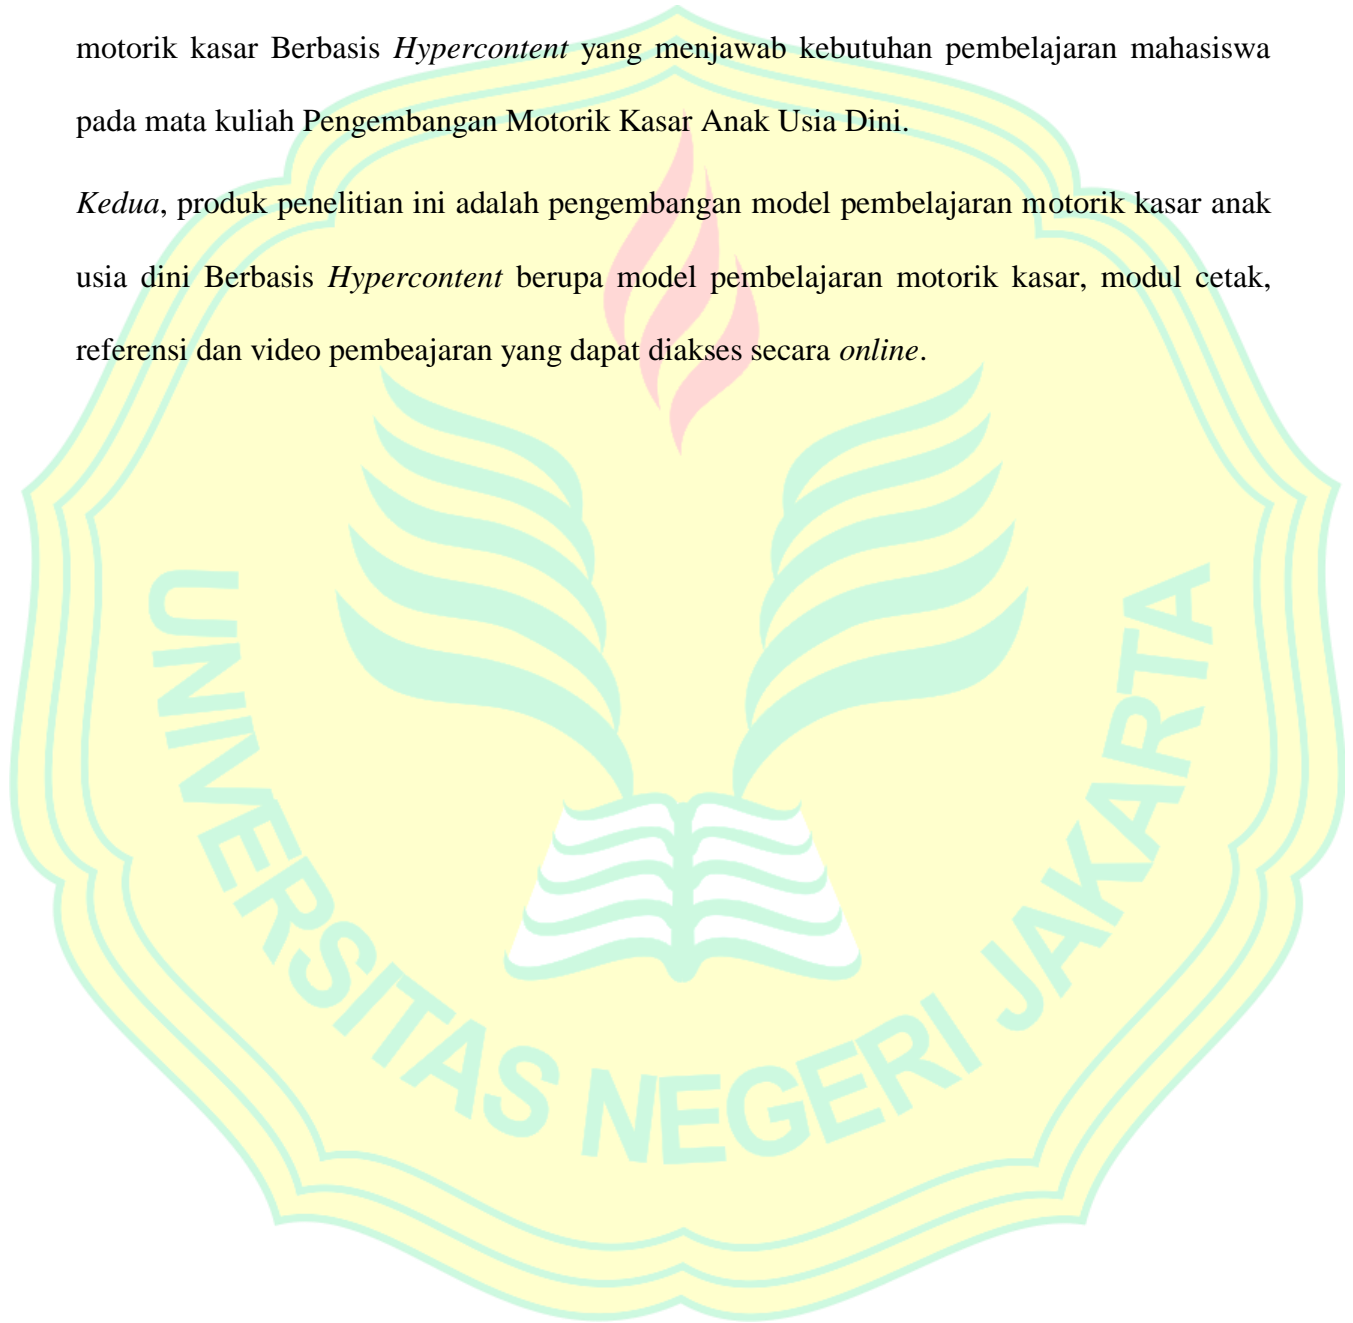 motorik kasar Berbasis Hypercontent yang menjawab kebutuhan pembelajaran mahasiswa
pada mata kuliah Pengembangan Motorik Kasar Anak Usia Dini.
Kedua, produk penelitian ini adalah pengembangan model pembelajaran motorik kasar anak
usia dini Berbasis Hypercontent berupa model pembelajaran motorik kasar, modul cetak,
referensi dan video pembeajaran yang dapat diakses secara online.
UNIVERSITAS NEGERI JAKARTA